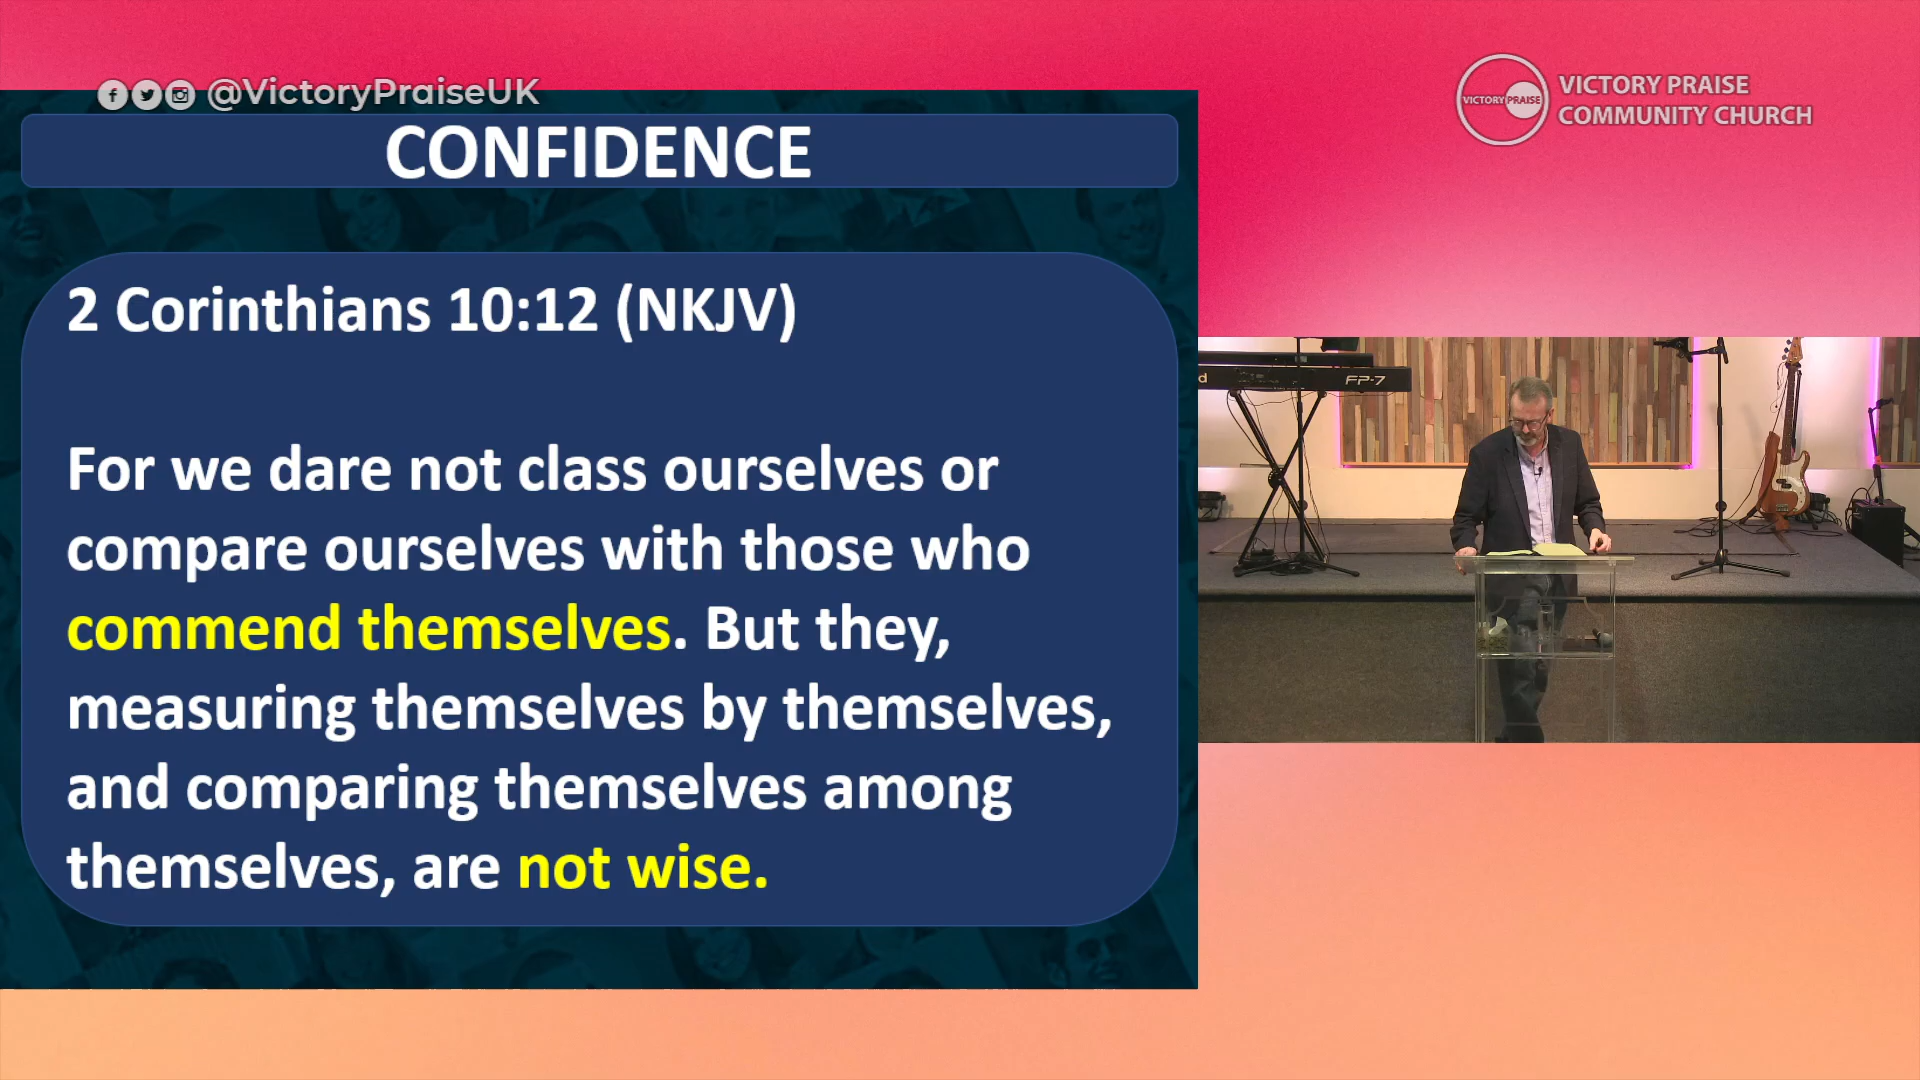 @VictoryPraiseUK
VICTORY PRAISE
VICTORY PRAISE
COMMUNITY CHURCH
CONFIDENCE
2 Corinthians 10:12 (NKJV)
For we dare not class ourselves or
compare ourselves with those who
commend themselves. But they,
measuring themselves by themselves,
and comparing themselves among
themselves, are not wise.
FP-7